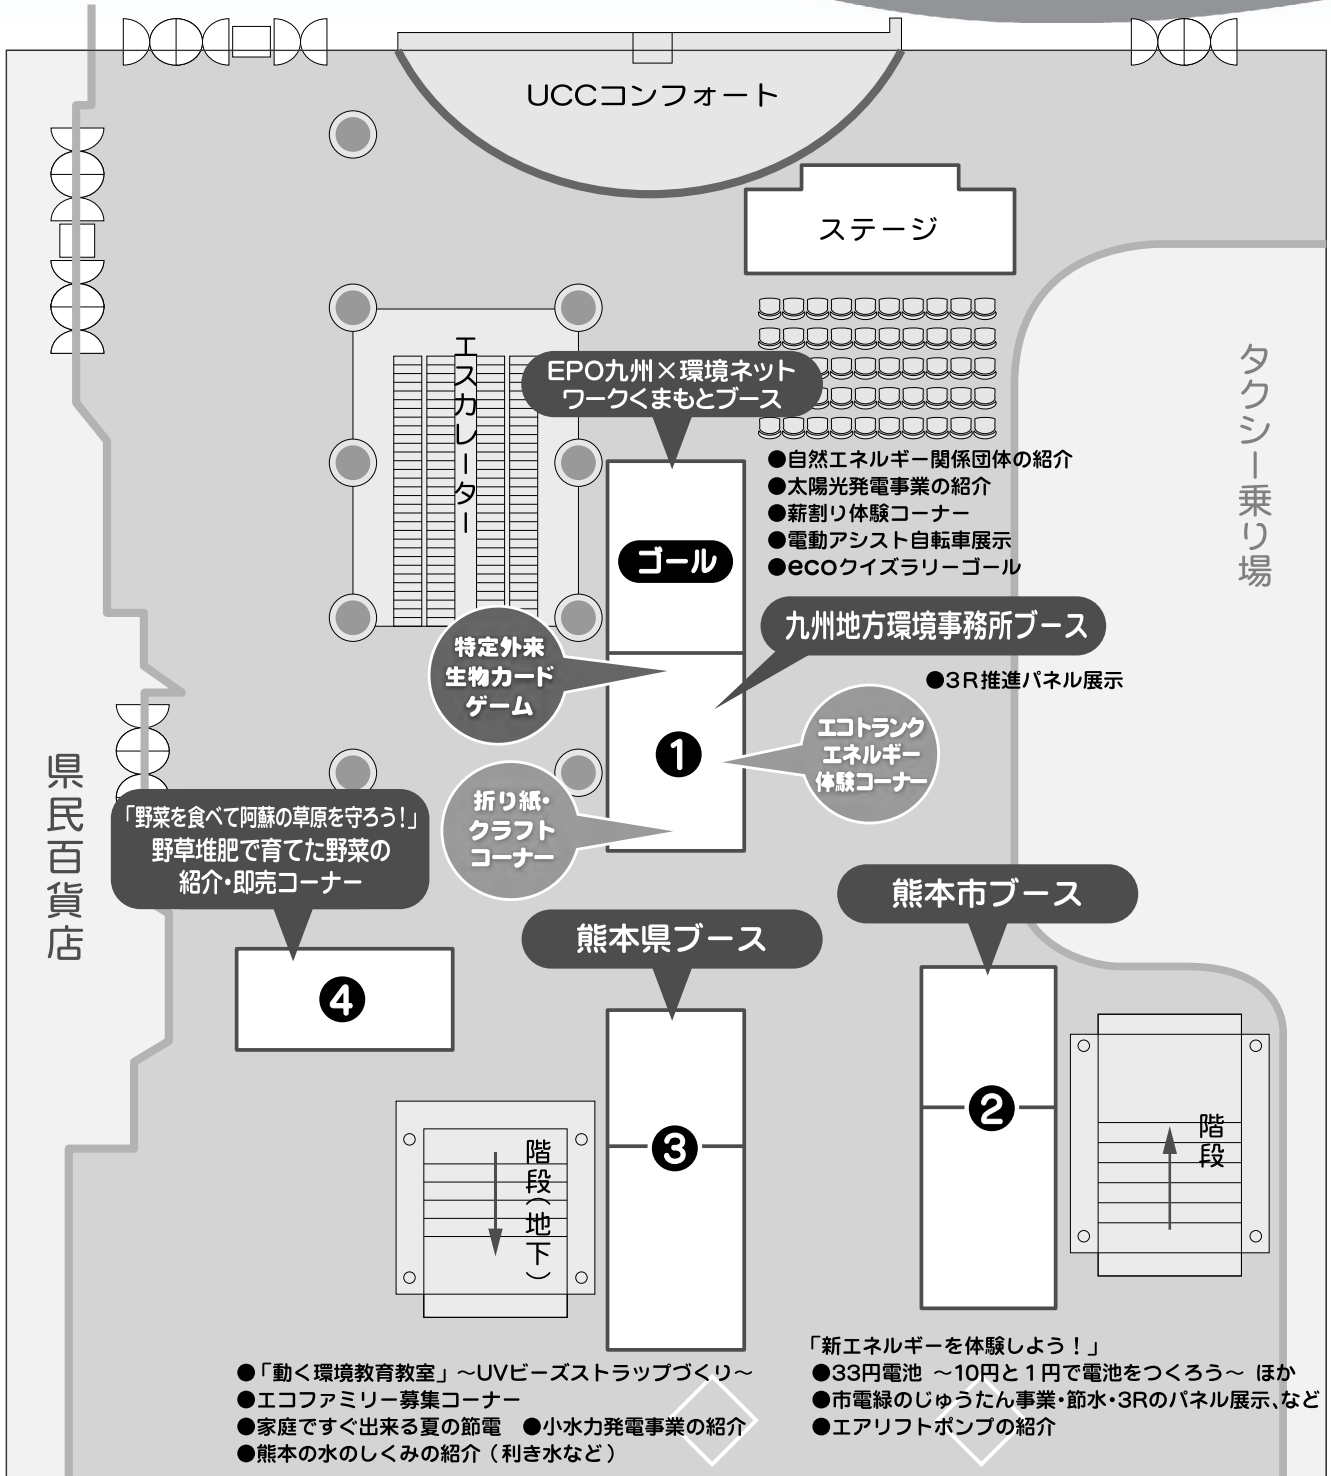 UCCコンフォート
ステージ
エスカレーター
EPO九州×環境ネット
ワークくまもとブース
●自然エネルギー関係団体の紹介
●太陽光発電事業の紹介
●薪割り体験コーナー
●電動アシスト自転車展示
●ecoクイズラリーゴール
タクシー乗り場
ゴール
九州地方環境事務所ブース
●3R推進パネル展示
特定外来
生物カード
ゲーム
1
エコトランク
エネルギー
体験コーナー
折り紙・
クラフト
コーナー
県民百貨店
「野菜を食べて阿蘇の草原を守ろう!」
野草堆肥で育てた野菜の
紹介・即売コーナー
4
熊本県ブース
3
熊本市ブース
2
階段(地下)
階段
●「動く環境教育教室」~UVビーズストラップづくり~
●エコファミリー募集コーナー
●家庭ですぐ出来る夏の節電 ●小水力発電事業の紹介
●熊本の水のしくみの紹介(利き水など)
「新エネルギーを体験しよう!」
●33円電池 ~10円と1円で電池をつくろう~ ほか
●市電緑のじゅうたん事業・節水・3Rのパネル展示、など
●エアリフトポンプの紹介